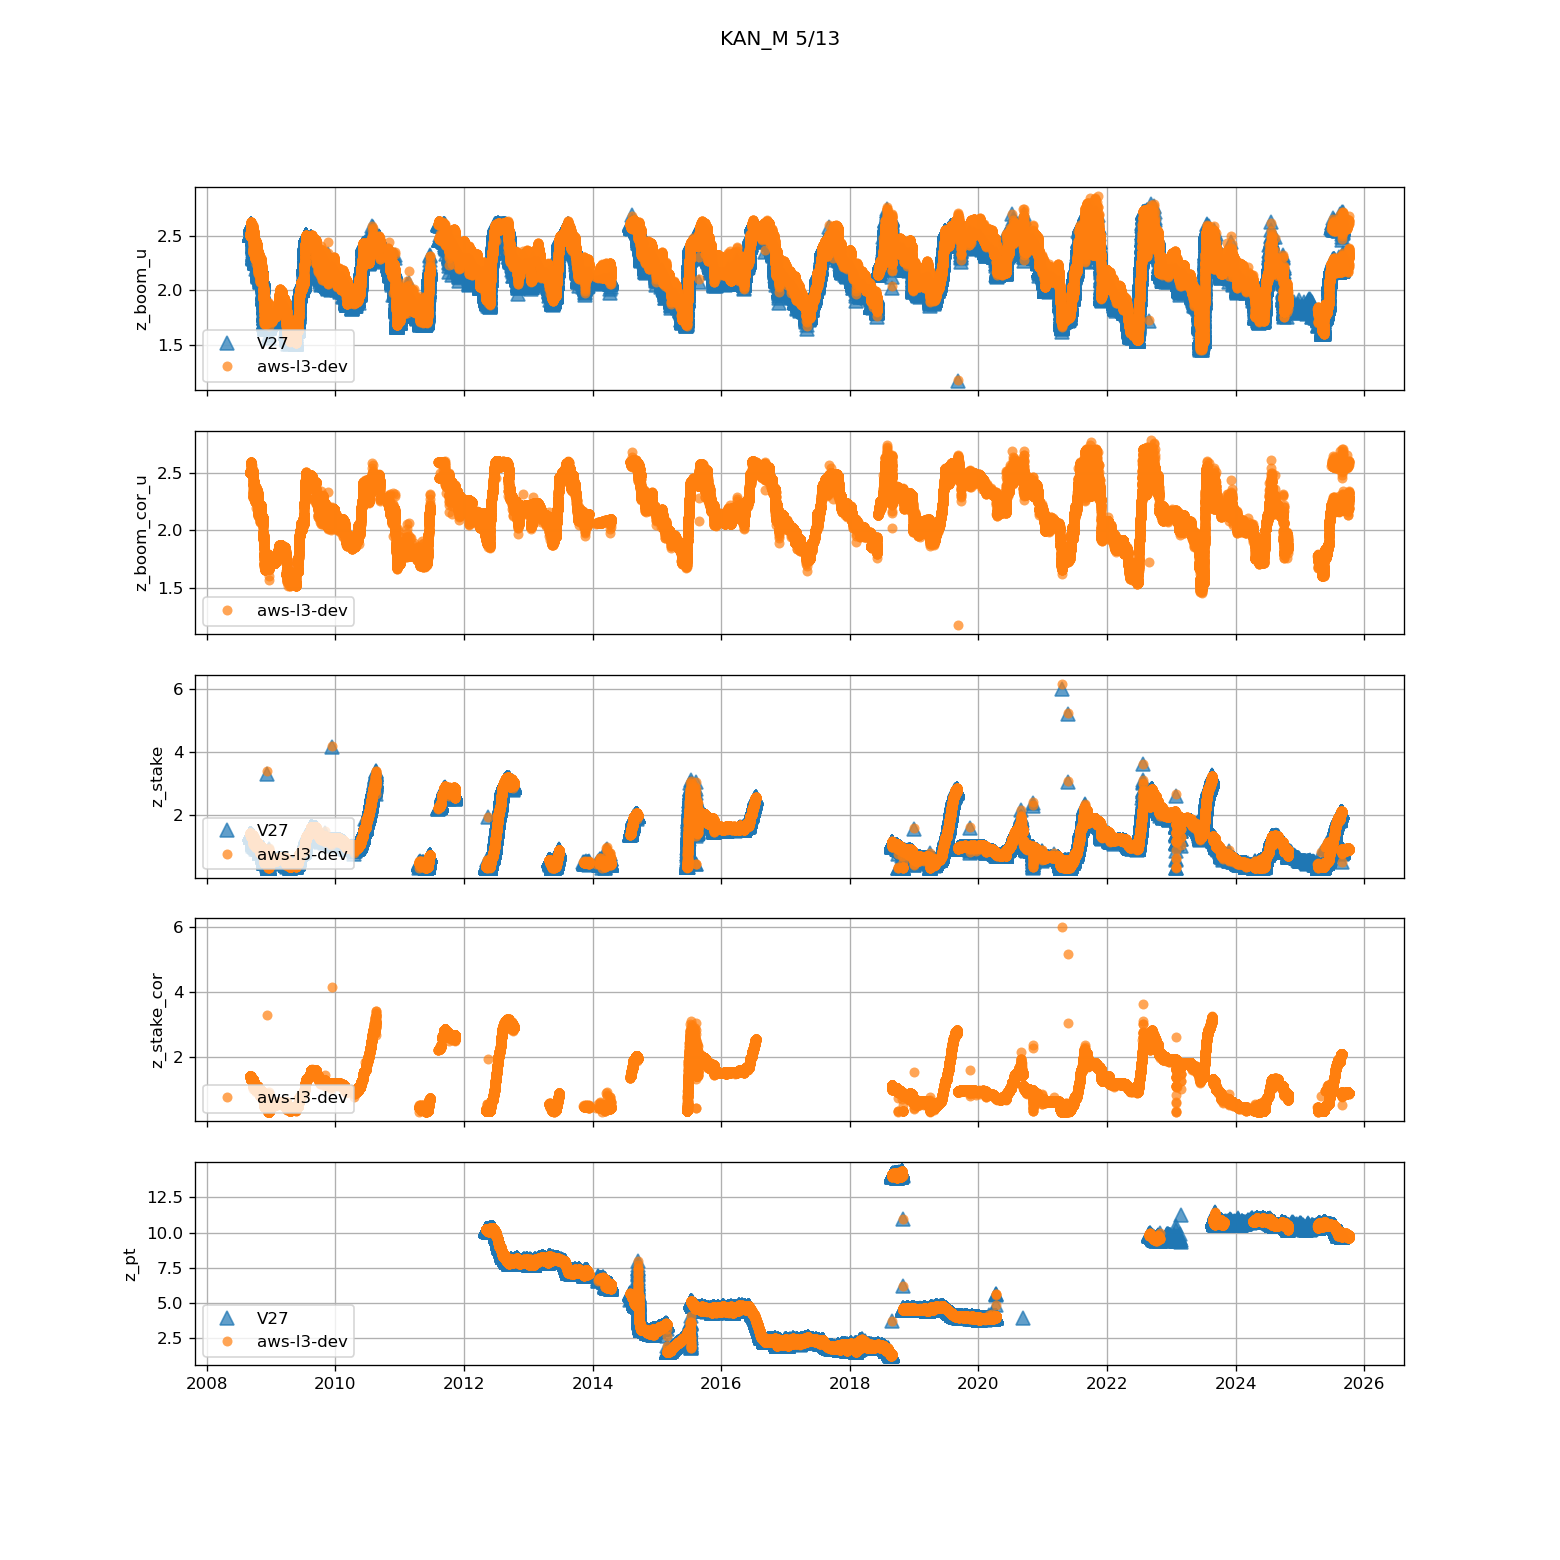 KAN_M 5/13
2.5
2.0
1.5
z_boom_u
V27
aws-l3-dev
2.5
2.0
1.5
z_boom_cor_u
aws-l3-dev
6
4
2
z_stake
V27
aws-l3-dev
6
4
2
z_stake_cor
aws-l3-dev
12.5
10.0
7.5
5.0
2.5
z_pt
V27
aws-l3-dev
2008 2010 2012 2014 2016 2018 2020 2022 2024 2026